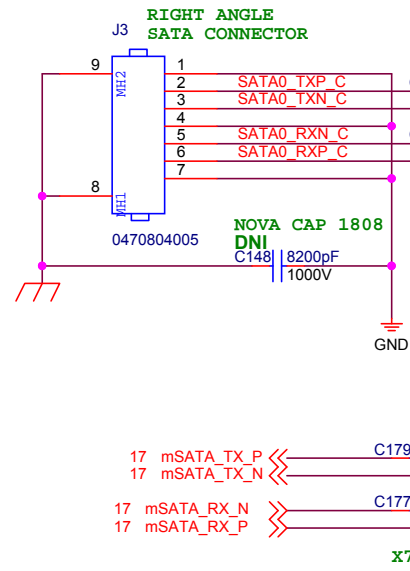 RIGHT ANGLE
J3 SATA CONNECTOR
9 MH2 1
2 SATA0_TXP_C
3 SATA0_TXN_C
4
5 SATA0_RXN_C
6 SATA0_RXP_C
7
8 MH1
0470804005
NOVA CAP 1808
DNI
C148 8200pF
1000V
GND
17 mSATA_TX_P C179
17 mSATA_TX_N
17 mSATA_RX_N C177
17 mSATA_RX_P
X7